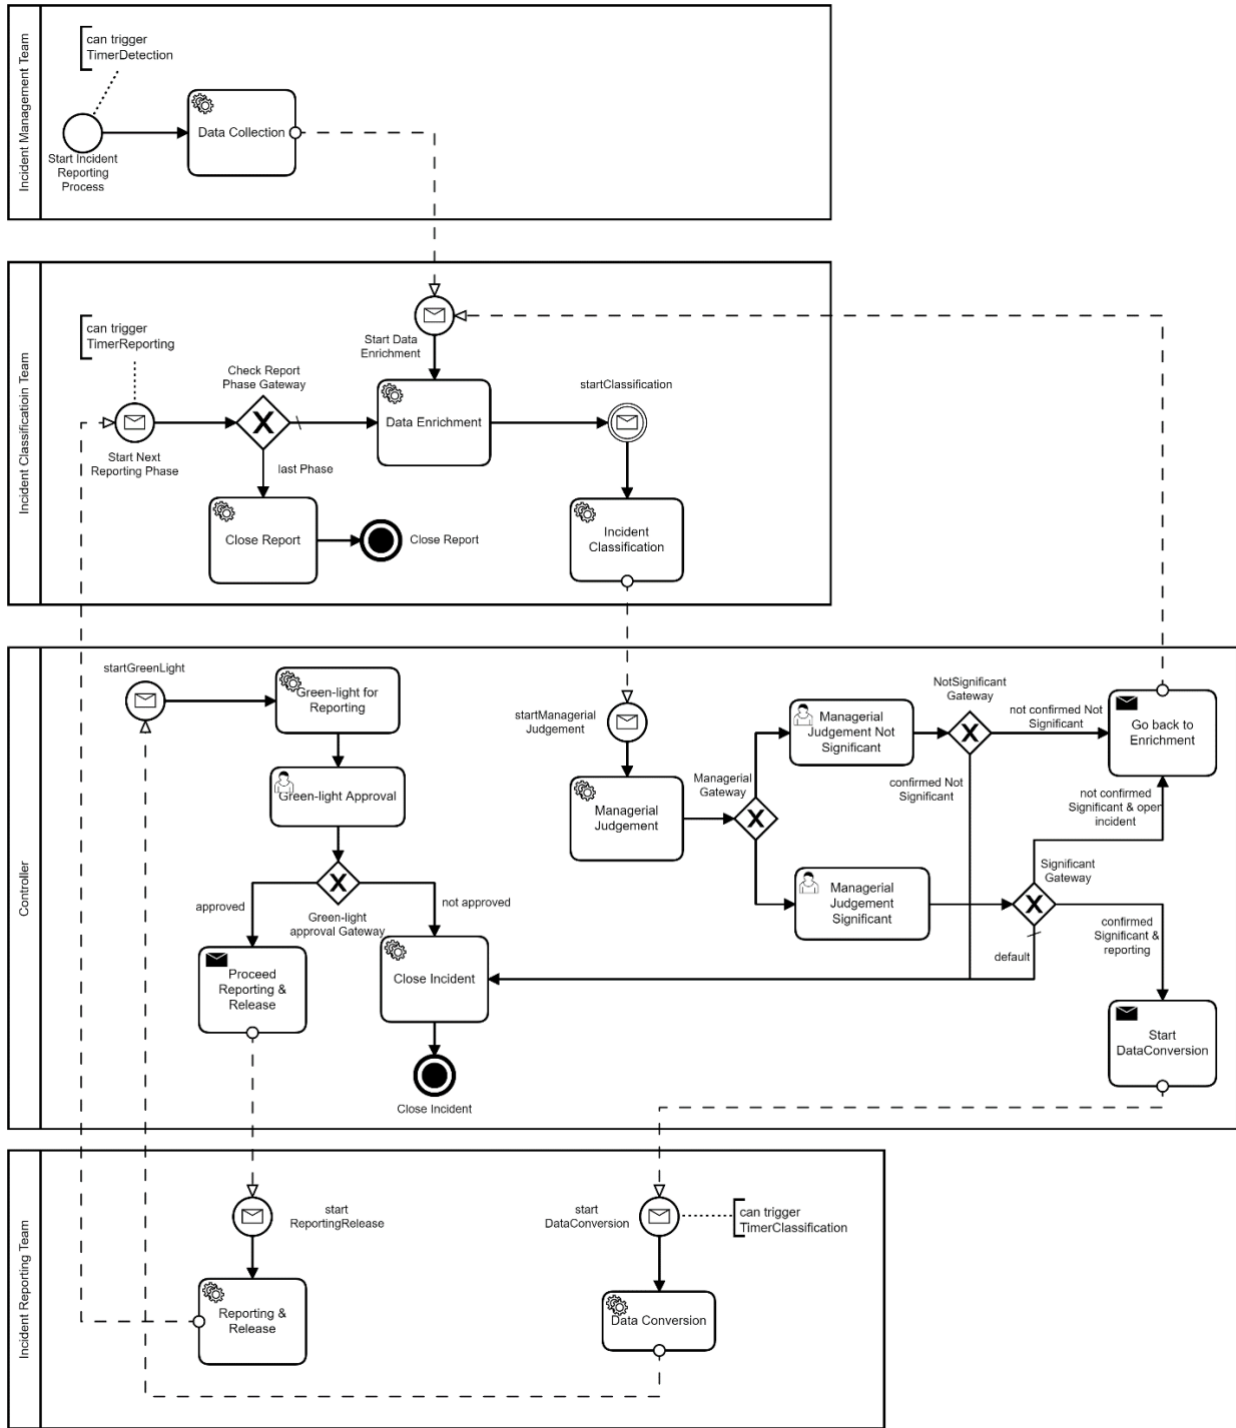 Incident Management Team
can trigger
TimerDetection
Start Incident
Reporting
Process
Data Collection
Incident Classificatioin Team
can trigger
TimerReporting
Start Next
Reporting Phase
Check Report
Phase Gateway
last Phase
Close Report
Close Report
Start Data
Enrichment
Data Enrichment
startClassification
Incident
Classification
Controller
startGreenLight
Green-light for
Reporting
Green-light Approval
approved
not approved
Green-light
approval Gateway
Proceed
Reporting &
Release
Close Incident
Close Incident
startManagerial
Judgement
Managerial
Judgement
Managerial
Gateway
Managerial
Judgement Not
Significant
NotSignificant
Gateway
not confirmed Not
Significant
confirmed Not
Significant
Go back to
Enrichment
not confirmed
Significant & open
incident
Managerial
Judgement
Significant
Significant
Gateway
default
confirmed
Significant &
reporting
Start
DataConversion
Incident Reporting Team
start
ReportingRelease
Reporting &
Release
start
DataConversion
can trigger
TimerClassification
Data Conversion